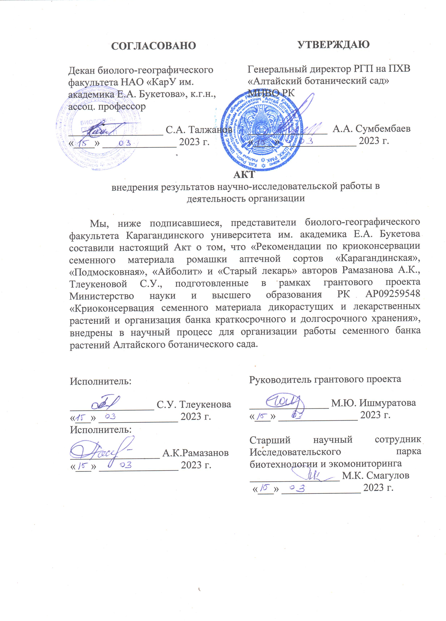 СОГЛАСОВАНО
Декан биолого-географического
факультета НАО «КарУ им.
академика Е.А. Букетова», к.г.н.,
ассоц. профессор
С.А. Талжанов
«15» 03 2023 г.
УТВЕРЖДАЮ
Генеральный директор РГП на ПХВ
«Алтайский ботанический сад»
МНВО РК
А.А. Сумбембаев
03 2023 г.
АКТ
внедрения результатов научно-исследовательской работы в
деятельность организации
Мы, ниже подписавшиеся, представители биолого-географического
факультета Карагандинского университета им. академика Е.А. Букетова
составили настоящий Акт о том, что «Рекомендации по криоконсервации
семенного материала ромашки аптечной сортов «Карагандинская»,
«Подмосковная», «Айболит» и «Старый лекарь» авторов Рамазанова А.К.,
Тлеукеновой С.У., подготовленные в рамках грантового проекта
Министерство науки и высшего образования РК АР09259548
«Криоконсервация семенного материала дикорастущих и лекарственных
растений и организация банка краткосрочного и долгосрочного хранения»,
внедрены в научный процесс для организации работы семенного банка
растений Алтайского ботанического сада.
Исполнитель:
С.У. Тлеукенова
«15» 03 2023 г.
Исполнитель:
А.К.Рамазанов
«15» 03 2023 г.
Руководитель грантового проекта
М.Ю. Ишмуратова
«15» 03 2023 г.
Старший научный сотрудник
Исследовательского парка
биотехнологии и экомониторинга
М.К. Смагулов
«15» 03 2023 г.